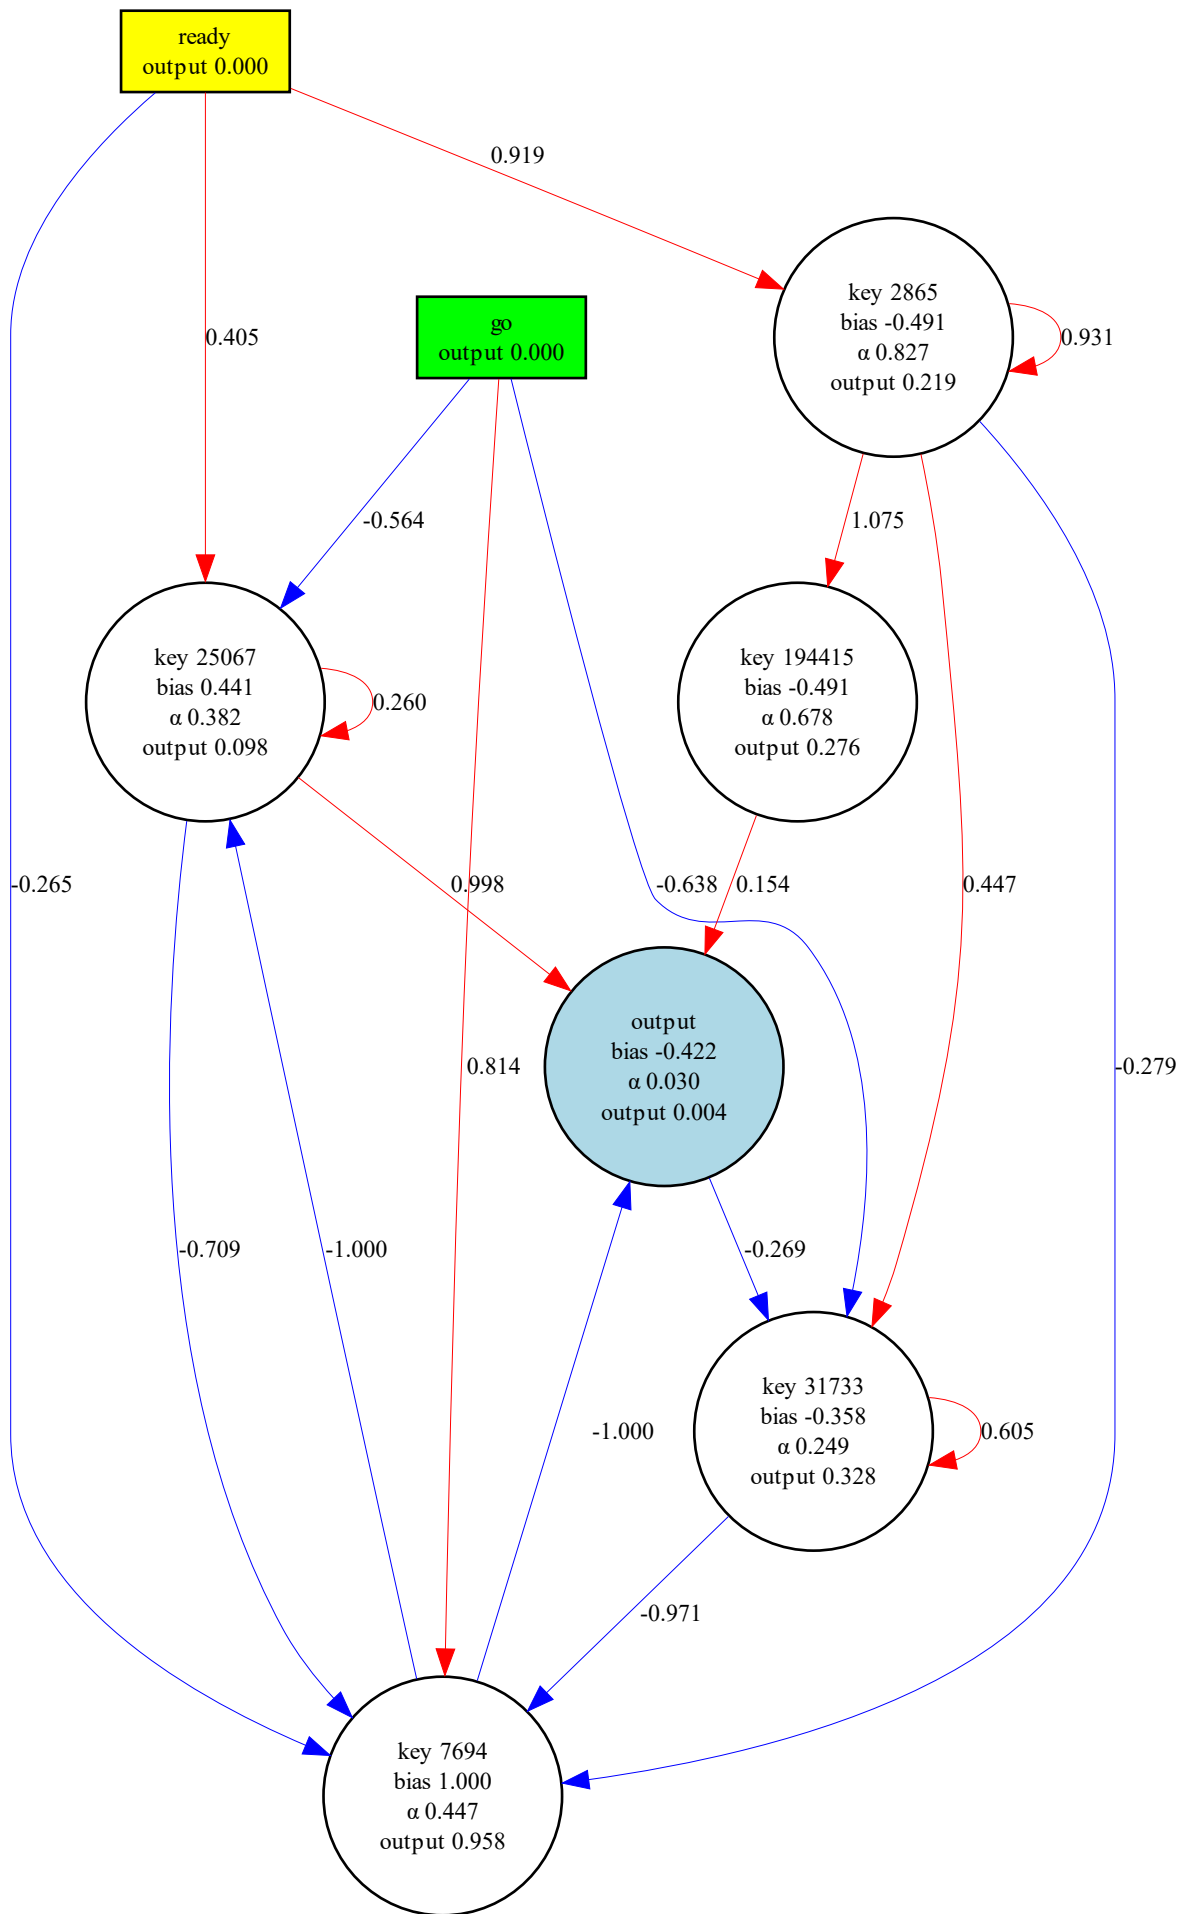 ready
output 0.000
0.919
key 2865
bias -0.491
α 0.827
output 0.219
0.931
go
output 0.000
0.405
-0.564
1.075
key 25067
bias 0.441
α 0.382
output 0.098
0.260
key 194415
bias -0.491
α 0.678
output 0.276
-0.265
0.998
-0.638
0.154
0.447
output
bias -0.422
α 0.030
output 0.004
0.814
-0.279
-0.709
-1.000
-0.269
-1.000
key 31733
bias -0.358
α 0.249
output 0.328
0.605
-0.971
key 7694
bias 1.000
α 0.447
output 0.958